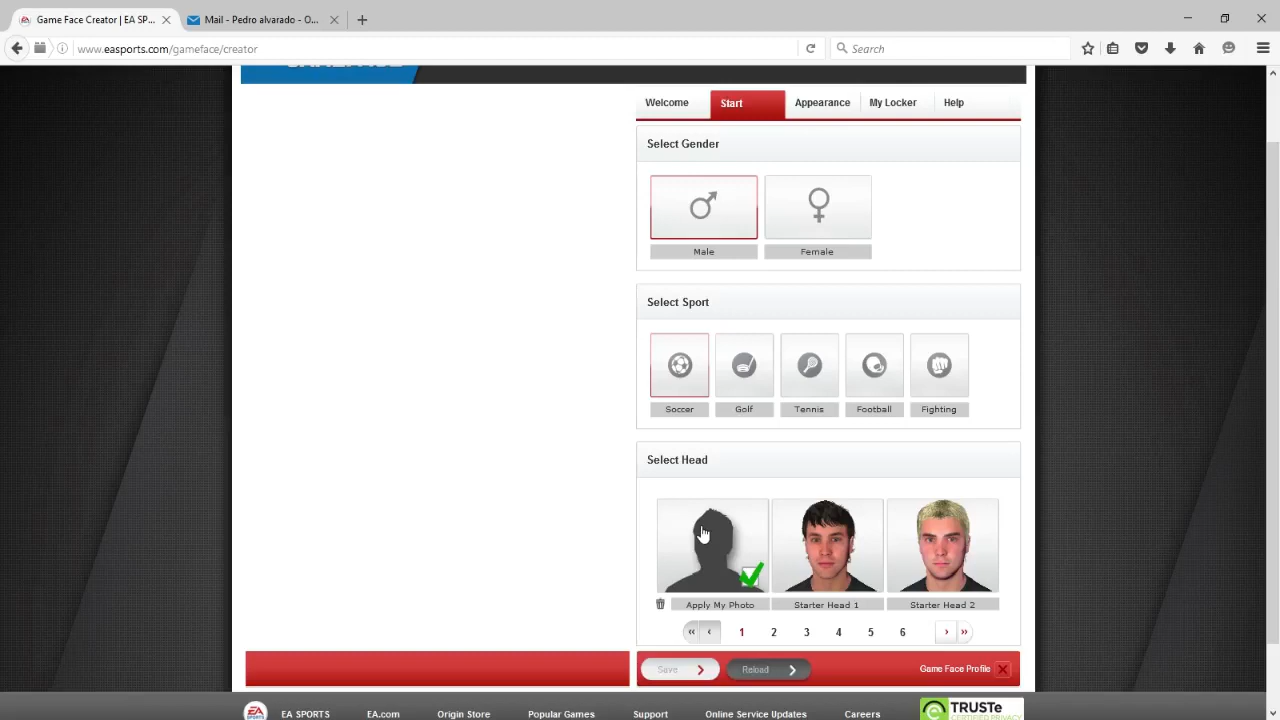 Game Face Creator | EA SP...
Mail - Pedro alvarado - O...
www.easports.com/gameface/creator
Search
Welcome
Start
Appearance
My Locker
Help
Select Gender
Male
Female
Select Sport
Soccer
Golf
Tennis
Football
Fighting
Select Head
Apply My Photo
Starter Head 1
Starter Head 2
« ‹ 1 2 3 4 5 6 › »
Save
Reload
Game Face Profile
EA SPORTS
EA.com
Origin Store
Popular Games
Support
Online Service Updates
Careers
TRUSTe
CERTIFIED PRIVACY